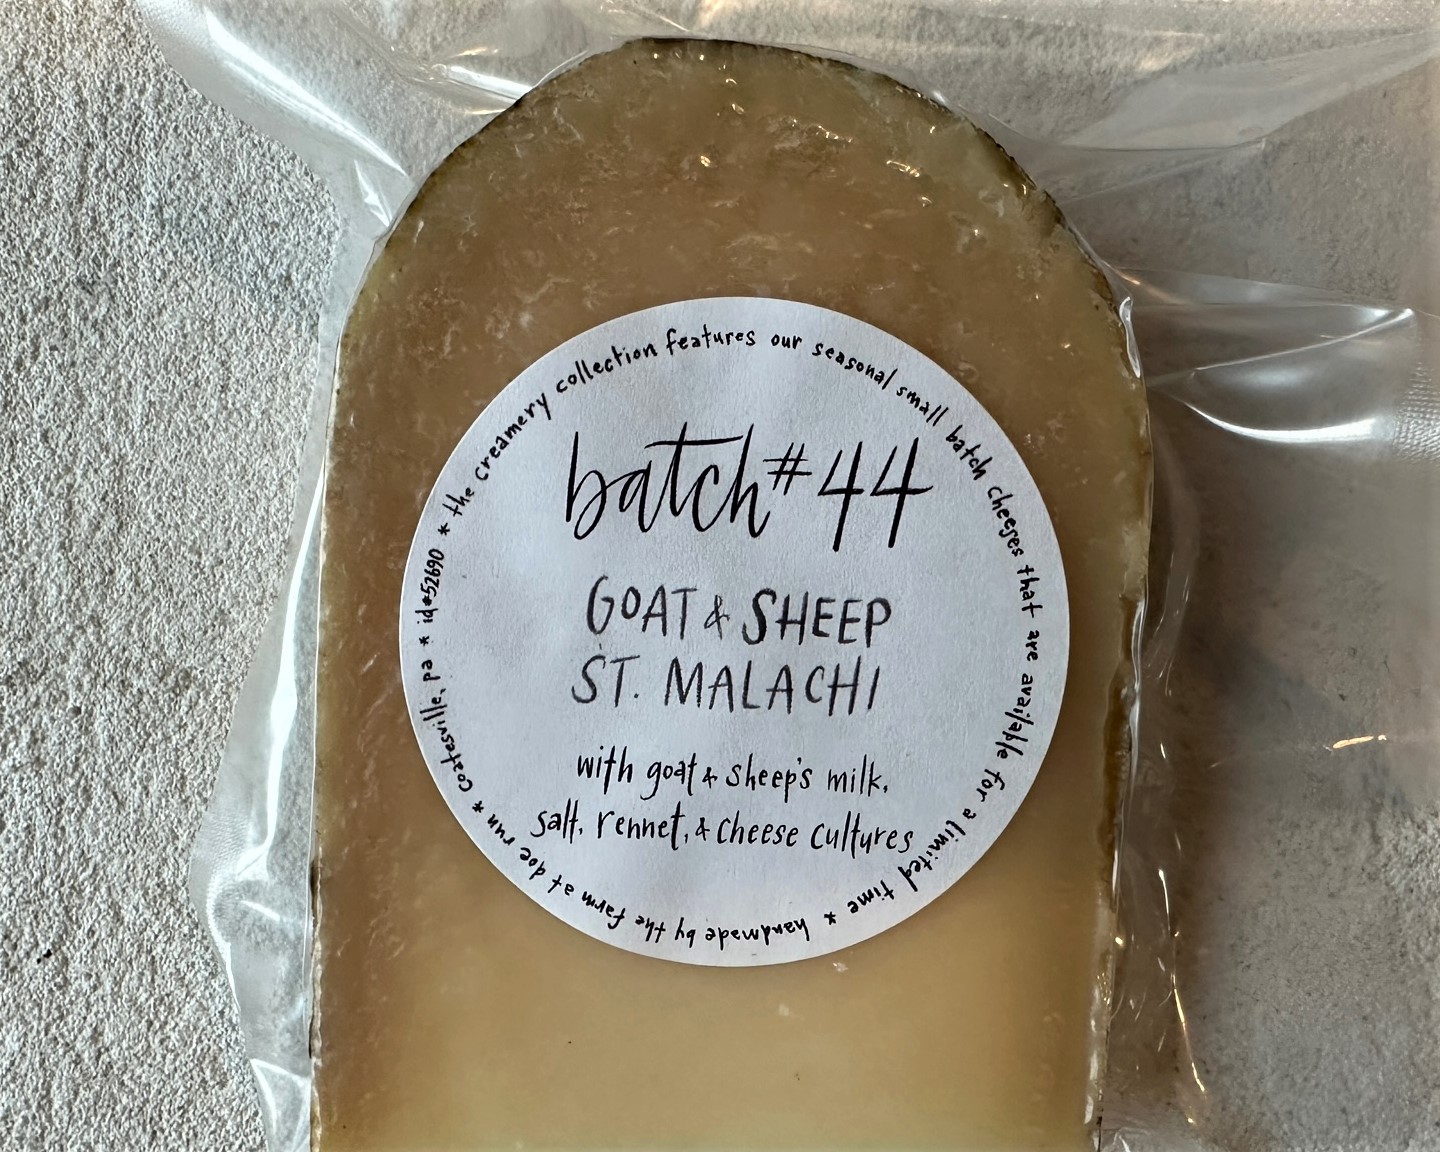 * the creamery collection features our seasonal small batch cheeses that are available for a limited time * handmade by the farm at doe run * coatesville, pa * id#52690
batch #44
GOAT & SHEEP
ST. MALACHI
with goat & sheep's milk,
salt, rennet, & cheese cultures